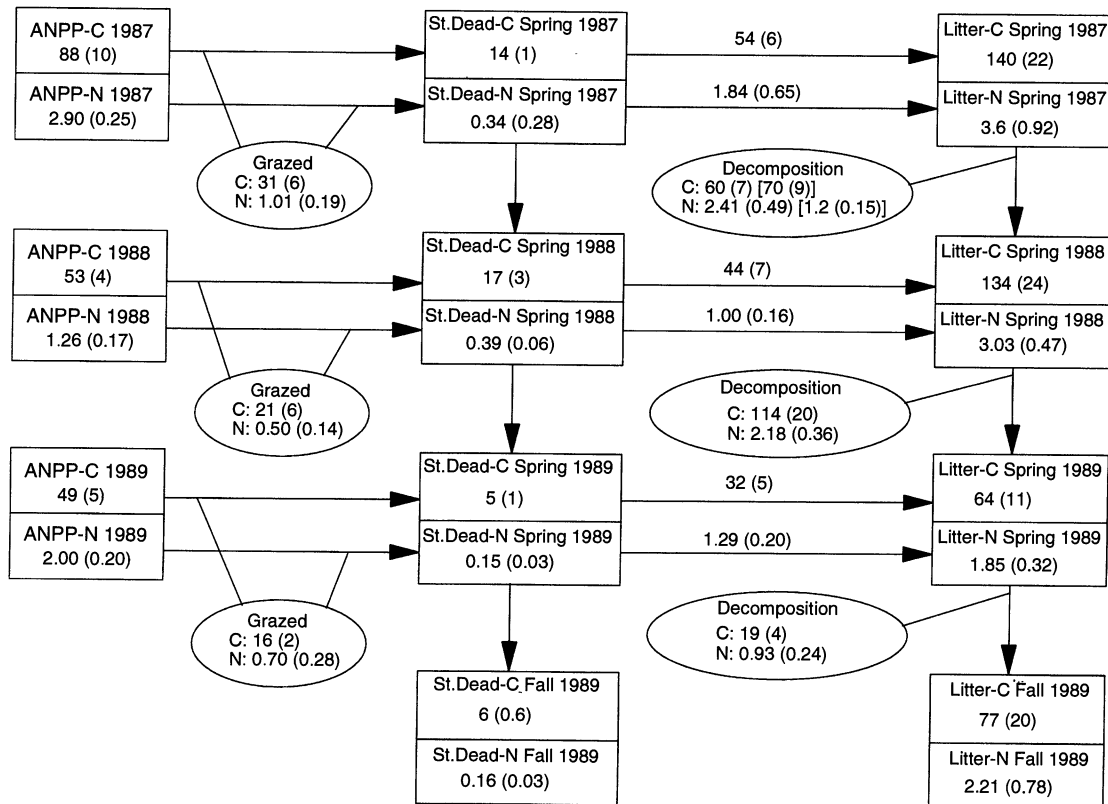 ANPP-C 1987
88 (10)
ANPP-N 1987
2.90 (0.25)
Grazed
C: 31 (6)
N: 1.01 (0.19)
St.Dead-C Spring 1987
14 (1)
St.Dead-N Spring 1987
0.34 (0.28)
54 (6)
1.84 (0.65)
Litter-C Spring 1987
140 (22)
Litter-N Spring 1987
3.6 (0.92)
Decomposition
C: 60 (7) [70 (9)]
N: 2.41 (0.49) [1.2 (0.15)]
ANPP-C 1988
53 (4)
ANPP-N 1988
1.26 (0.17)
Grazed
C: 21 (6)
N: 0.50 (0.14)
St.Dead-C Spring 1988
17 (3)
St.Dead-N Spring 1988
0.39 (0.06)
44 (7)
1.00 (0.16)
Litter-C Spring 1988
134 (24)
Litter-N Spring 1988
3.03 (0.47)
Decomposition
C: 114 (20)
N: 2.18 (0.36)
ANPP-C 1989
49 (5)
ANPP-N 1989
2.00 (0.20)
Grazed
C: 16 (2)
N: 0.70 (0.28)
St.Dead-C Spring 1989
5 (1)
St.Dead-N Spring 1989
0.15 (0.03)
32 (5)
1.29 (0.20)
Litter-C Spring 1989
64 (11)
Litter-N Spring 1989
1.85 (0.32)
Decomposition
C: 19 (4)
N: 0.93 (0.24)
St.Dead-C Fall 1989
6 (0.6)
St.Dead-N Fall 1989
0.16 (0.03)
Litter-C Fall 1989
77 (20)
Litter-N Fall 1989
2.21 (0.78)